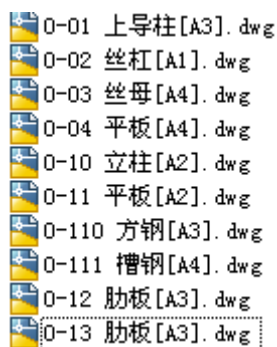 0-01 上导柱[A3].dwg
0-02 丝杠[A1].dwg
0-03 丝母[A4].dwg
0-04 平板[A4].dwg
0-10 立柱[A2].dwg
0-11 平板[A2].dwg
0-110 方钢[A3].dwg
0-111 槽钢[A4].dwg
0-12 肋板[A3].dwg
0-13 肋板[A3].dwg